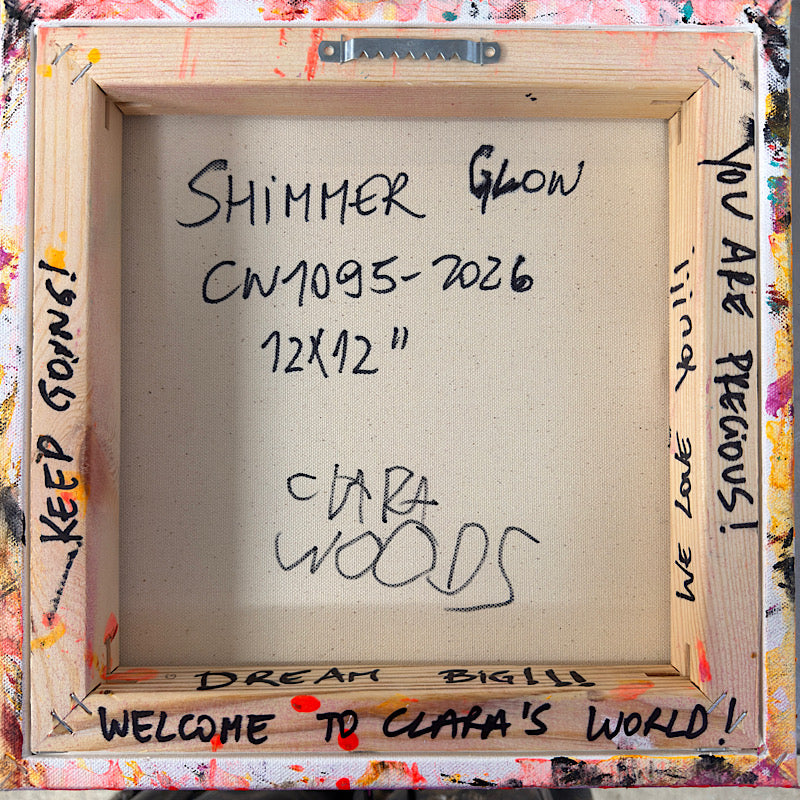 SHIMMER GLOW
CW1095-2026
12X12"
CLARA
WOODS
KEEP GOING!
YOU ARE PRECIOUS!
WE LOVE YOU!!!
DREAM BIG!!!
WELCOME TO CLARA'S WORLD!